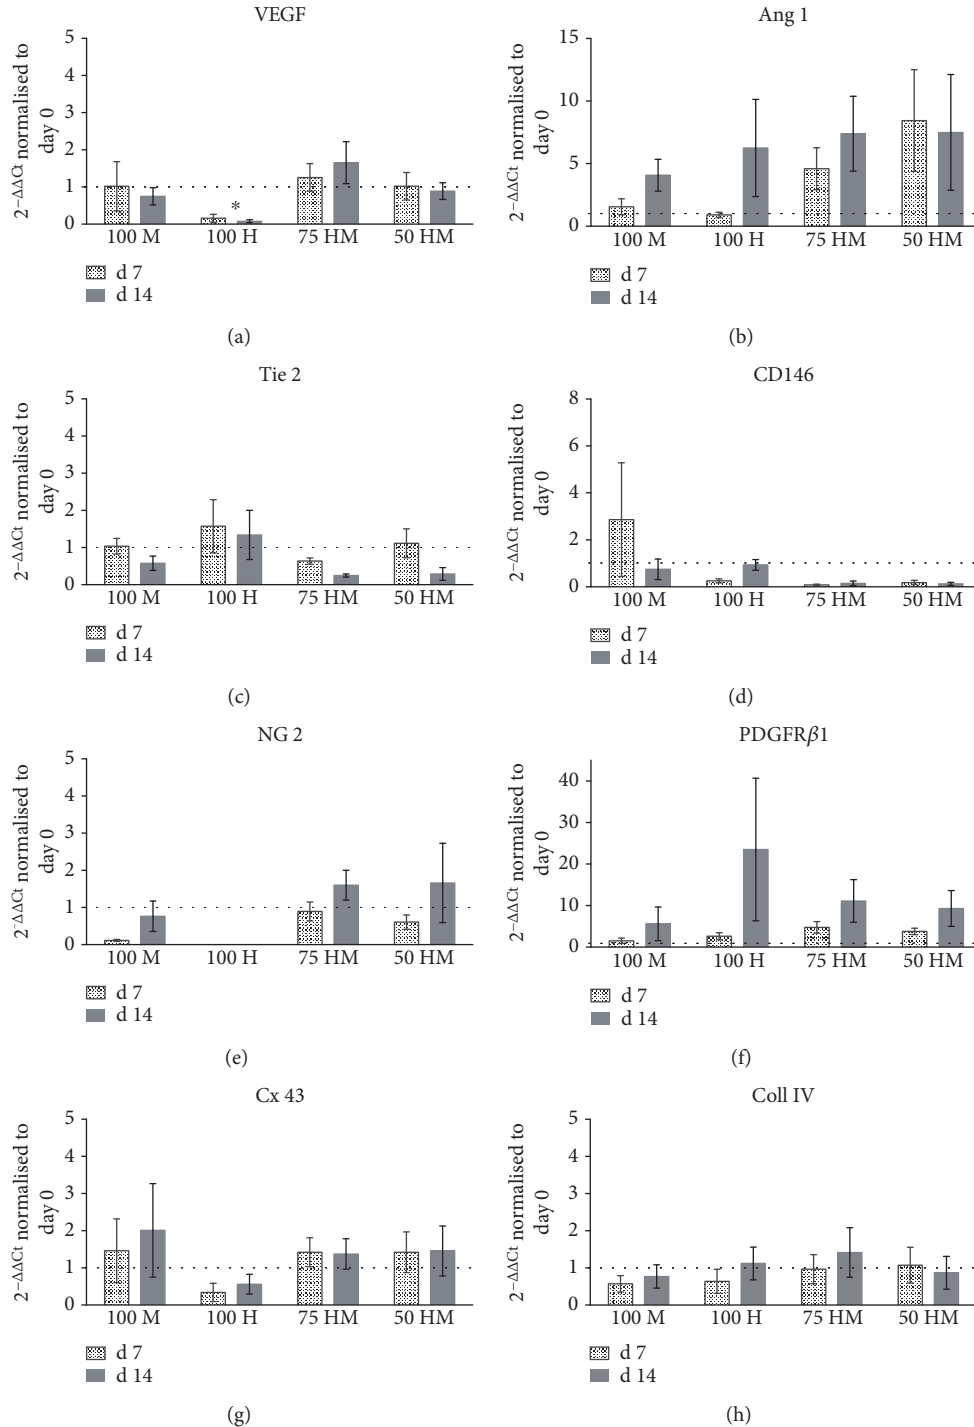 VEGF
2−ΔΔCt normalised to
day 0
5
4
3
2
1
0
*
100 M 100 H 75 HM 50 HM
d 7
d 14
(a)
Ang 1
2−ΔΔCt normalised to
day 0
15
10
5
0
100 M 100 H 75 HM 50 HM
d 7
d 14
(b)
Tie 2
2−ΔΔCt normalised to
day 0
5
4
3
2
1
0
100 M 100 H 75 HM 50 HM
d 7
d 14
(c)
CD146
2−ΔΔCt normalised to
day 0
8
6
4
2
0
100 M 100 H 75 HM 50 HM
d 7
d 14
(d)
NG 2
2−ΔΔCt normalised to
day 0
5
4
3
2
1
0
100 M 100 H 75 HM 50 HM
d 7
d 14
(e)
PDGFRβ1
2−ΔΔCt normalised to
day 0
40
30
20
10
0
100 M 100 H 75 HM 50 HM
d 7
d 14
(f)
Cx 43
2−ΔΔCt normalised to
day 0
5
4
3
2
1
0
100 M 100 H 75 HM 50 HM
d 7
d 14
(g)
Coll IV
2−ΔΔCt normalised to
day 0
5
4
3
2
1
0
100 M 100 H 75 HM 50 HM
d 7
d 14
(h)